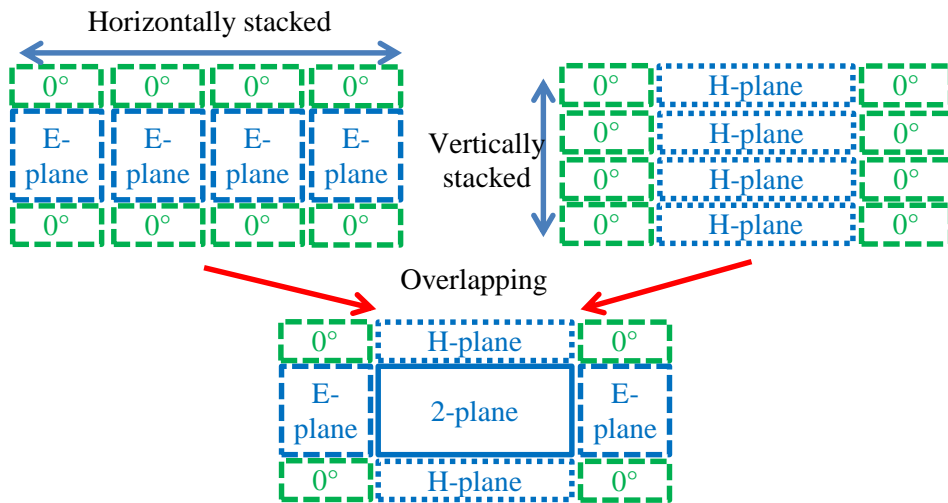 Horizontally stacked
0° 0° 0° 0°
E-plane E-plane E-plane E-plane
0° 0° 0° 0°
Vertically
stacked
0° H-plane 0°
0° H-plane 0°
0° H-plane 0°
0° H-plane 0°
Overlapping
0° H-plane 0°
E-
plane
2-plane
E-
plane
0° H-plane 0°